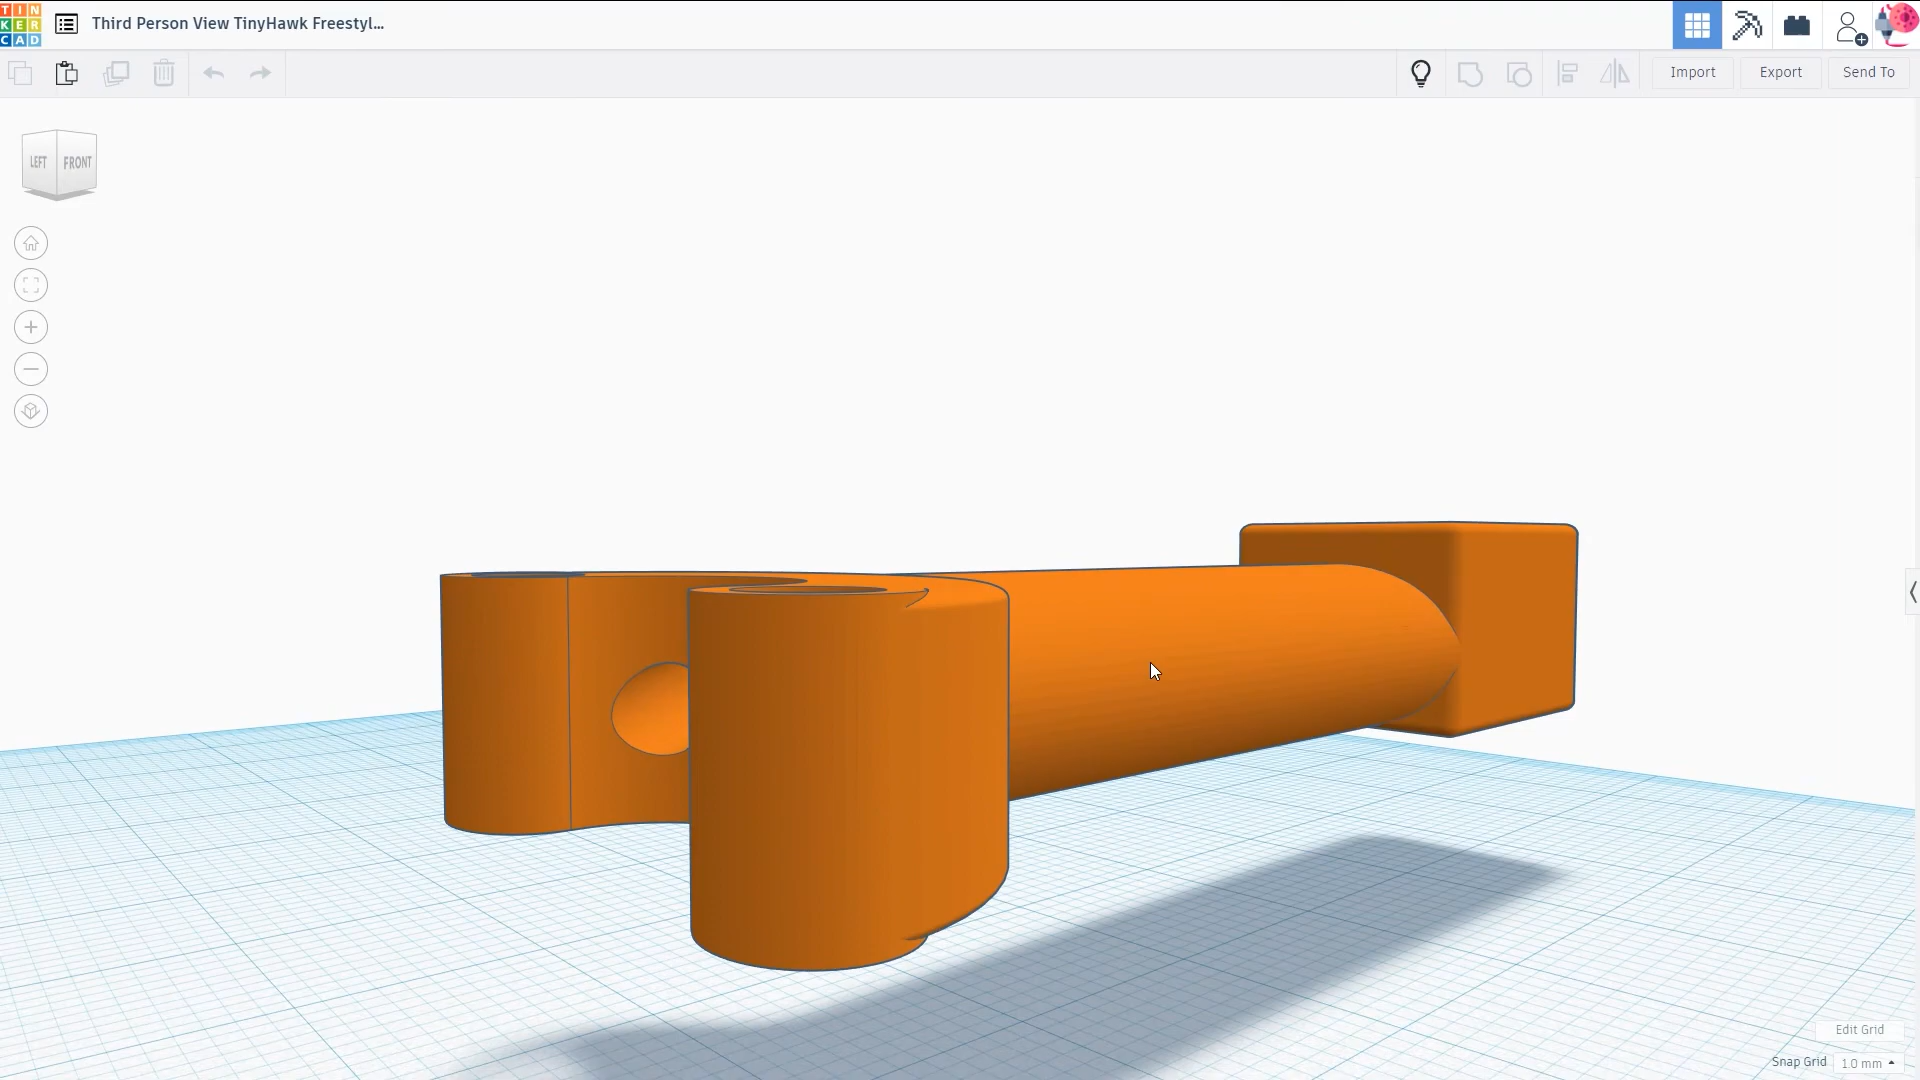 TIN
KER
CAD
Third Person View TinyHawk Freestyl...
Import
Export
Send To
LEFT
FRONT
Edit Grid
Snap Grid
1.0 mm